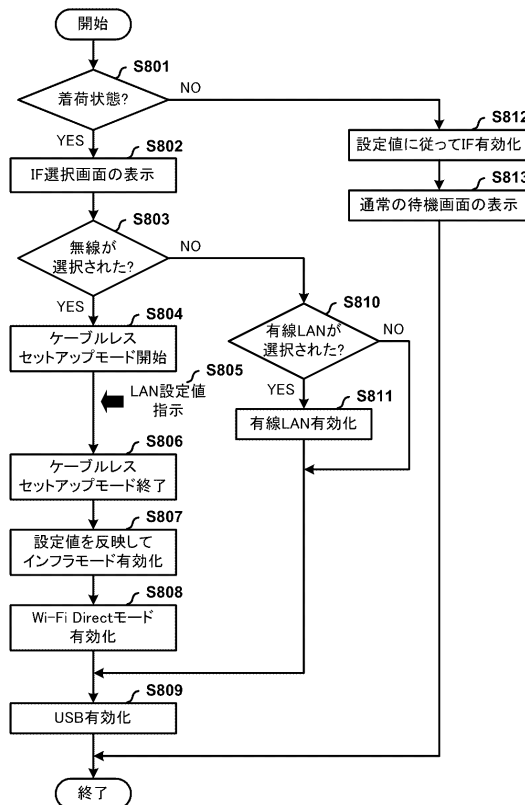 開始
S801
着荷状態?
NO
YES
S802
IF選択画面の表示
S812
設定値に従ってIF有効化
S813
通常の待機画面の表示
S803
無線が
選択された?
NO
YES
S804
ケーブルレス
セットアップモード開始
S810
有線LANが
選択された?
NO
YES
S805
LAN設定値
指示
S811
有線LAN有効化
S806
ケーブルレス
セットアップモード終了
S807
設定値を反映して
インフラモード有効化
S808
Wi-Fi Directモード
有効化
S809
USB有効化
終了